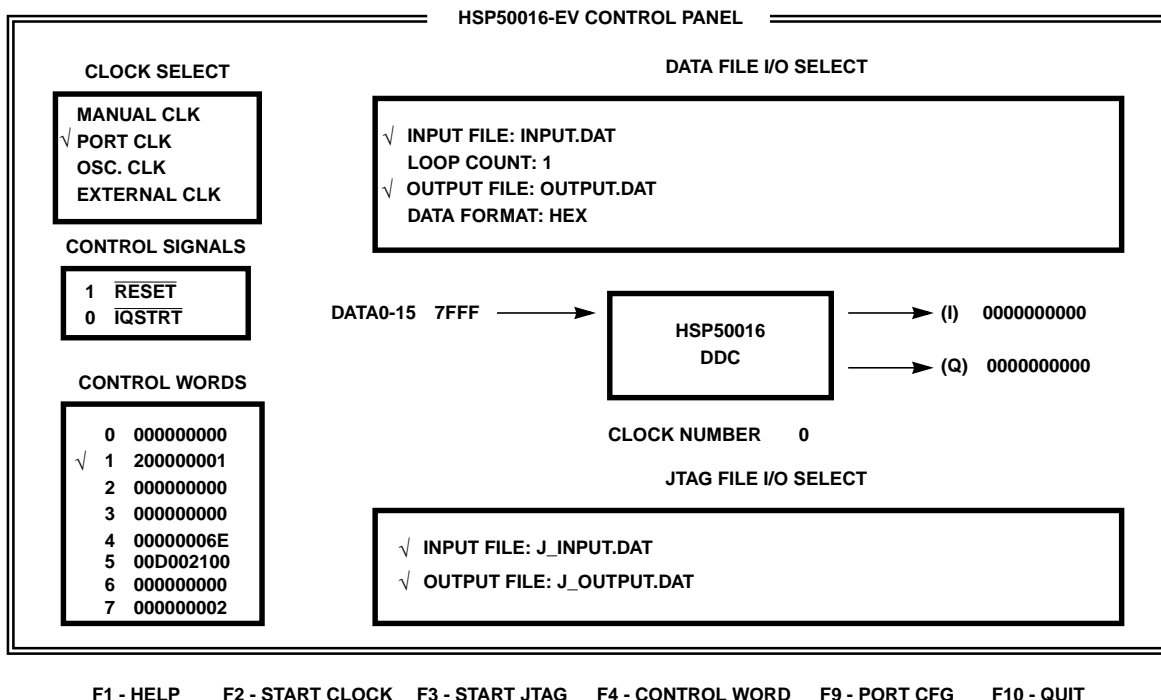 HSP50016-EV CONTROL PANEL
CLOCK SELECT
MANUAL CLK
√ PORT CLK
OSC. CLK
EXTERNAL CLK
CONTROL SIGNALS
1 R̅E̅S̅E̅T̅
0 I̅Q̅S̅T̅R̅T̅
CONTROL WORDS
0 000000000
√ 1 200000001
2 000000000
3 000000000
4 00000006E
5 00D002100
6 000000000
7 000000002
DATA FILE I/O SELECT
√ INPUT FILE: INPUT.DAT
LOOP COUNT: 1
√ OUTPUT FILE: OUTPUT.DAT
DATA FORMAT: HEX
DATA0-15 7FFF
HSP50016
DDC
(I) 0000000000
(Q) 0000000000
CLOCK NUMBER 0
JTAG FILE I/O SELECT
√ INPUT FILE: J_INPUT.DAT
√ OUTPUT FILE: J_OUTPUT.DAT
F1 - HELP F2 - START CLOCK F3 - START JTAG F4 - CONTROL WORD F9 - PORT CFG F10 - QUIT